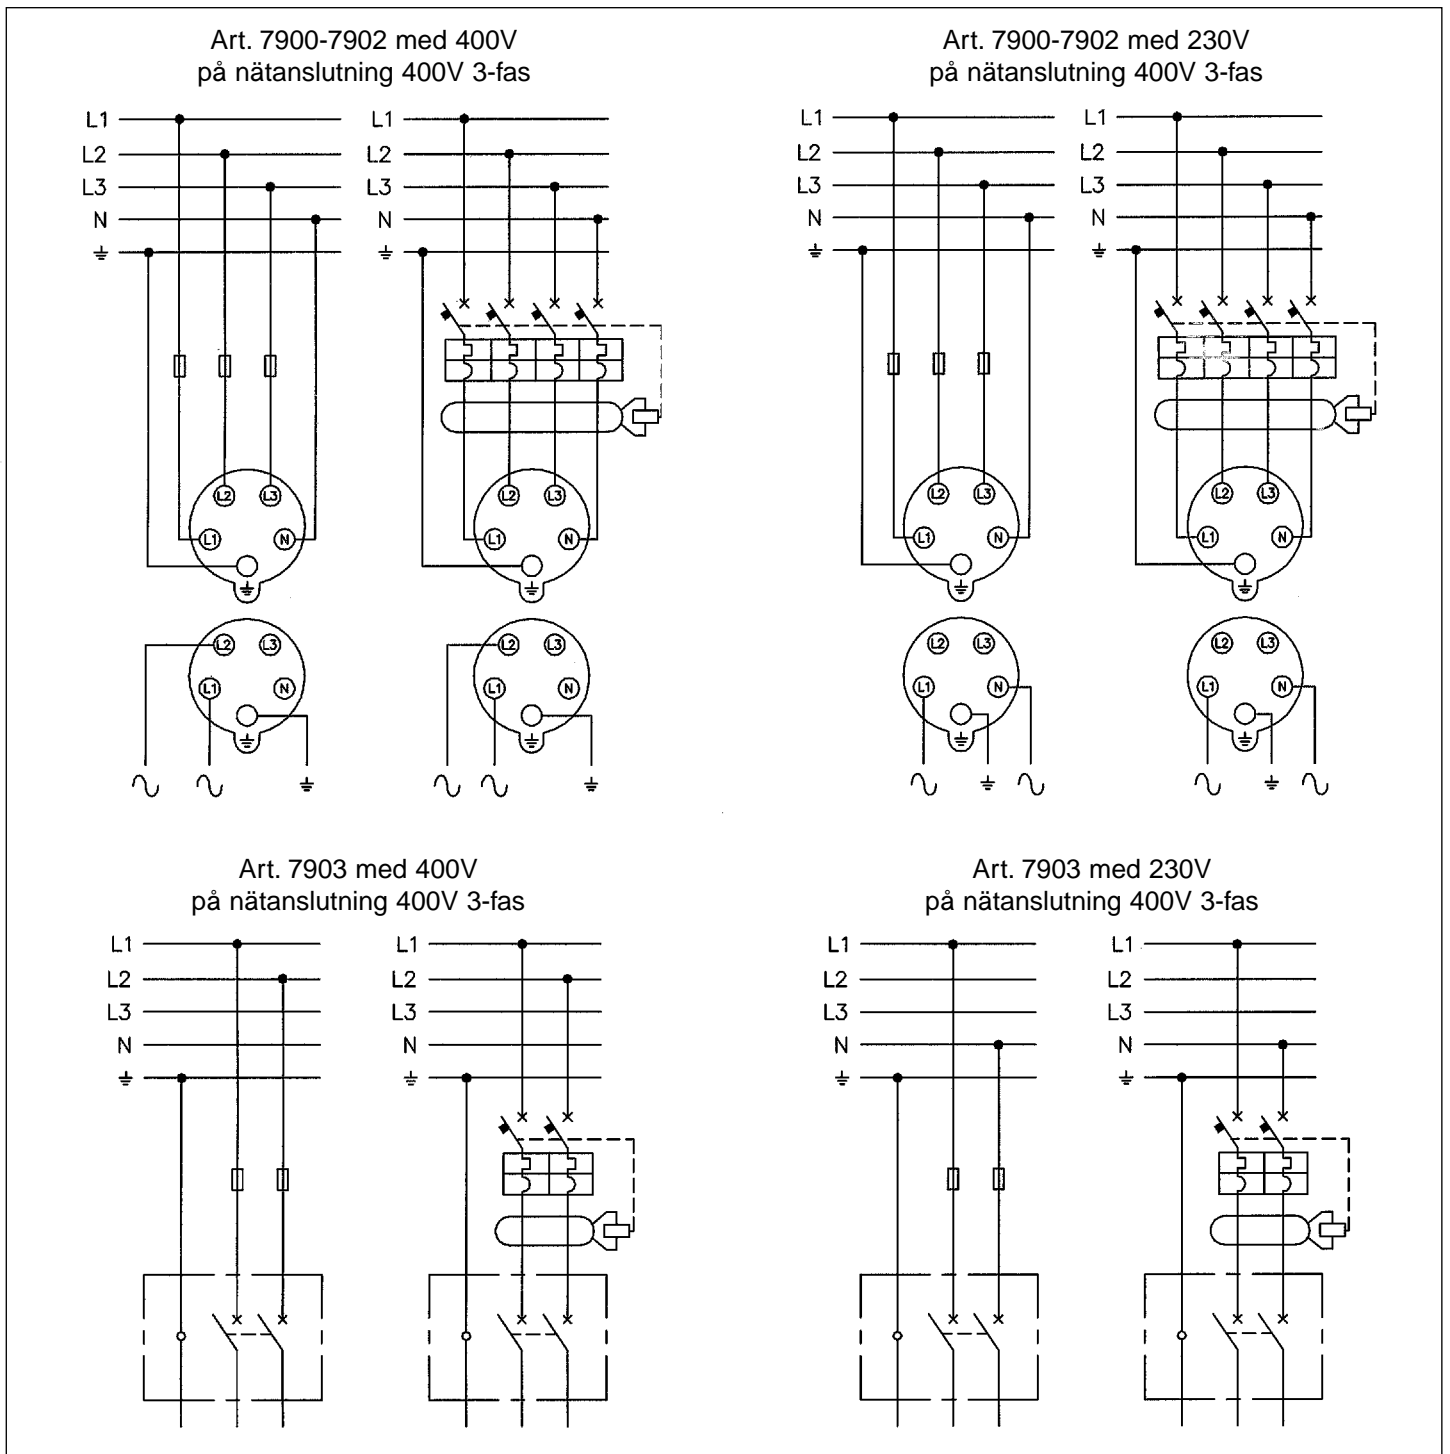 Art. 7900-7902 med 400V
på nätanslutning 400V 3-fas
L1
L2
L3
N
L1
L2
L3
N
L2
L3
L1
N
L2
L3
L1
N
L2
L3
L1
N
L2
L3
L1
N
Art. 7900-7902 med 230V
på nätanslutning 400V 3-fas
L1
L2
L3
N
L1
L2
L3
N
L2
L3
L1
N
L2
L3
L1
N
L2
L3
L1
N
L2
L3
L1
N
Art. 7903 med 400V
på nätanslutning 400V 3-fas
L1
L2
L3
N
L1
L2
L3
N
Art. 7903 med 230V
på nätanslutning 400V 3-fas
L1
L2
L3
N
L1
L2
L3
N